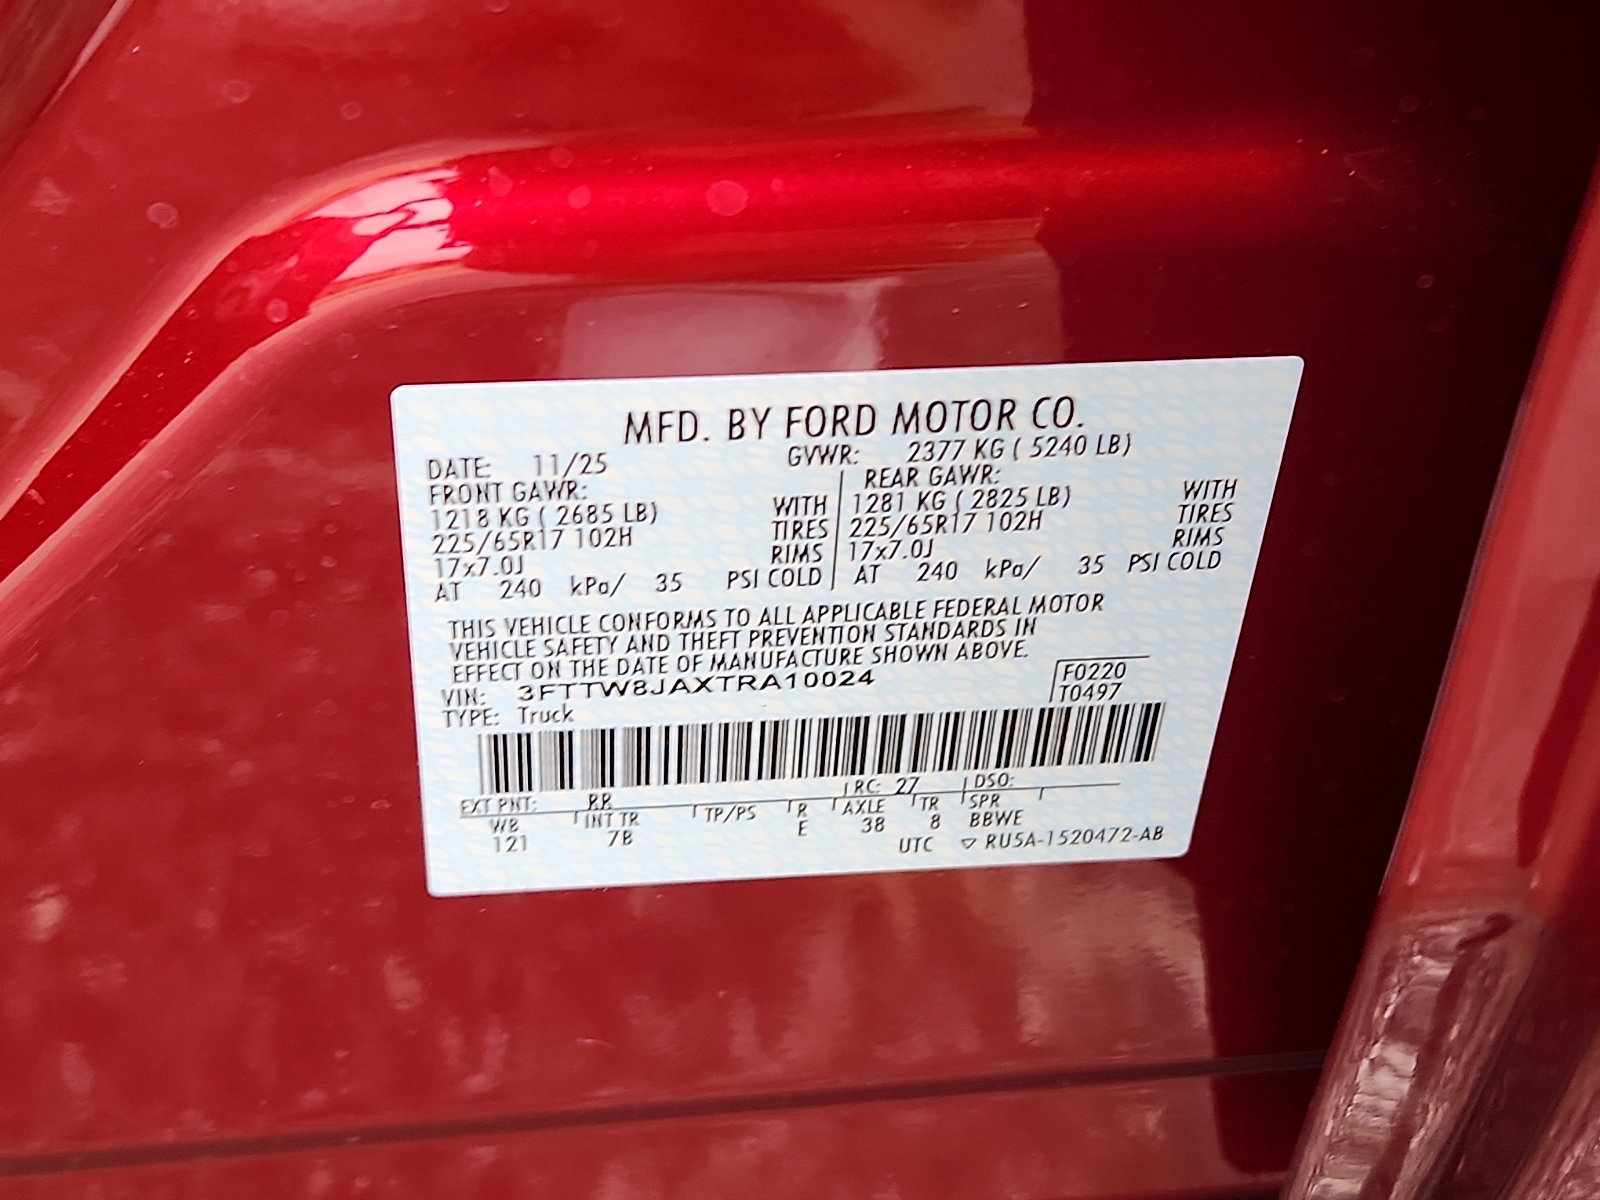 MFD. BY FORD MOTOR CO.
DATE: 11/25 GVWR: 2377 KG ( 5240 LB)
FRONT GAWR: REAR GAWR:
1218 KG ( 2685 LB) WITH 1281 KG ( 2825 LB) WITH
225/65R17 102H TIRES 225/65R17 102H TIRES
17x7.0J RIMS 17x7.0J RIMS
AT 240 kPa/ 35 PSI COLD AT 240 kPa/ 35 PSI COLD
THIS VEHICLE CONFORMS TO ALL APPLICABLE FEDERAL MOTOR
VEHICLE SAFETY AND THEFT PREVENTION STANDARDS IN
EFFECT ON THE DATE OF MANUFACTURE SHOWN ABOVE.
VIN: 3FTTW8JAXTRA10024 F0220
TYPE: Truck T0497
EXT PNT: RR RC: 27 DSO:
WB INT TR TP/PS R AXLE TR SPR
121 7B E 38 8 BBWE
UTC ▽ RU5A-1520472-AB